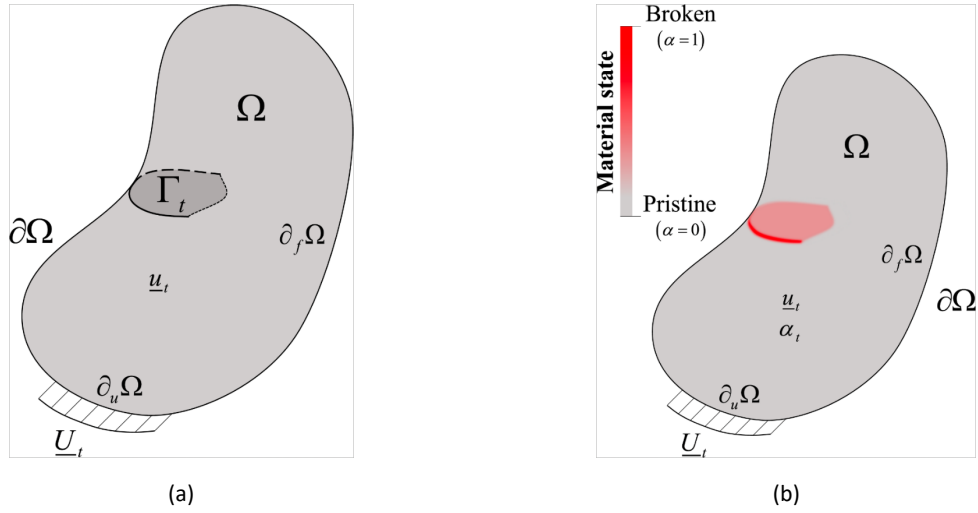 Ω
Γ_t
∂Ω
∂_fΩ
u_t
∂_uΩ
U_t
(a)
Broken
(α=1)
Material state
Pristine
(α=0)
Ω
∂_fΩ
u_t
α_t
∂Ω
∂_uΩ
U_t
(b)